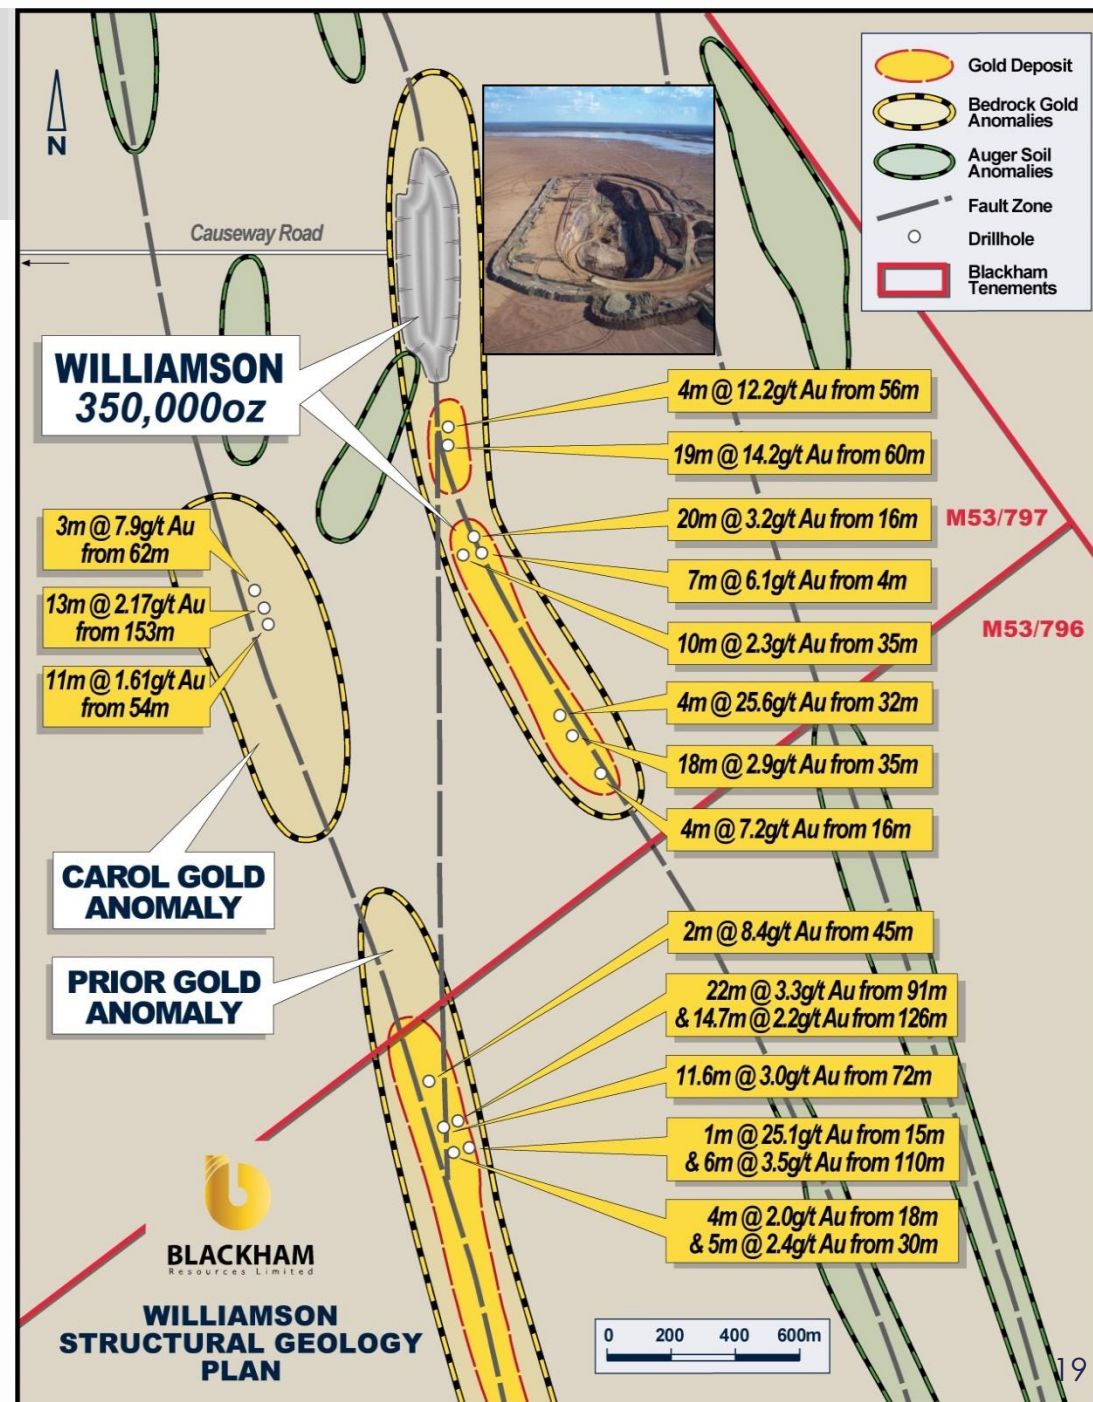 N
Causeway Road
Gold Deposit
Bedrock Gold
Anomalies
Auger Soil
Anomalies
Fault Zone
Drillhole
Blackham
Tenements
WILLIAMSON
350,000oz
4m @ 12.2g/t Au from 56m
19m @ 14.2g/t Au from 60m
20m @ 3.2g/t Au from 16m
7m @ 6.1g/t Au from 4m
10m @ 2.3g/t Au from 35m
4m @ 25.6g/t Au from 32m
18m @ 2.9g/t Au from 35m
4m @ 7.2g/t Au from 16m
M53/797
M53/796
3m @ 7.9g/t Au
from 62m
13m @ 2.17g/t Au
from 153m
11m @ 1.61g/t Au
from 54m
CAROL GOLD
ANOMALY
PRIOR GOLD
ANOMALY
2m @ 8.4g/t Au from 45m
22m @ 3.3g/t Au from 91m
& 14.7m @ 2.2g/t Au from 126m
11.6m @ 3.0g/t Au from 72m
1m @ 25.1g/t Au from 15m
& 6m @ 3.5g/t Au from 110m
4m @ 2.0g/t Au from 18m
& 5m @ 2.4g/t Au from 30m
BLACKHAM
Resources Limited
WILLIAMSON
STRUCTURAL GEOLOGY
PLAN
0 200 400 600m
19